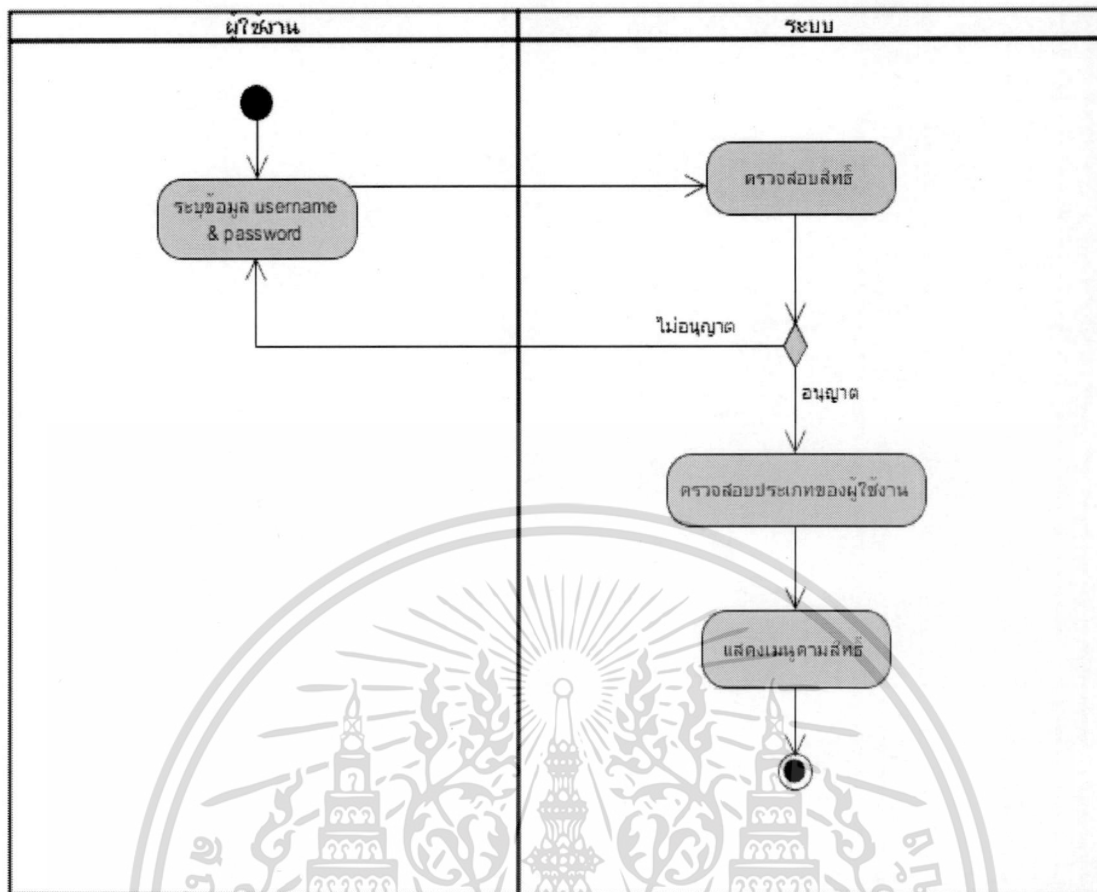 ผู้ใช้งาน
ระบบ
ระบุข้อมูล username
& password
ตรวจสอบสิทธิ์
ไม่อนุญาต
อนุญาต
ตรวจสอบประเภทของผู้ใช้งาน
แสดงเมนูตามสิทธิ์